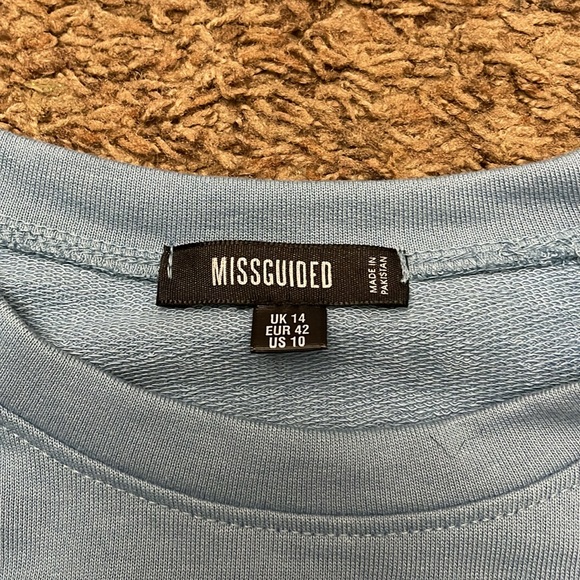 MISSGUIDED
MADE IN
PAKISTAN
UK 14
EUR 42
US 10